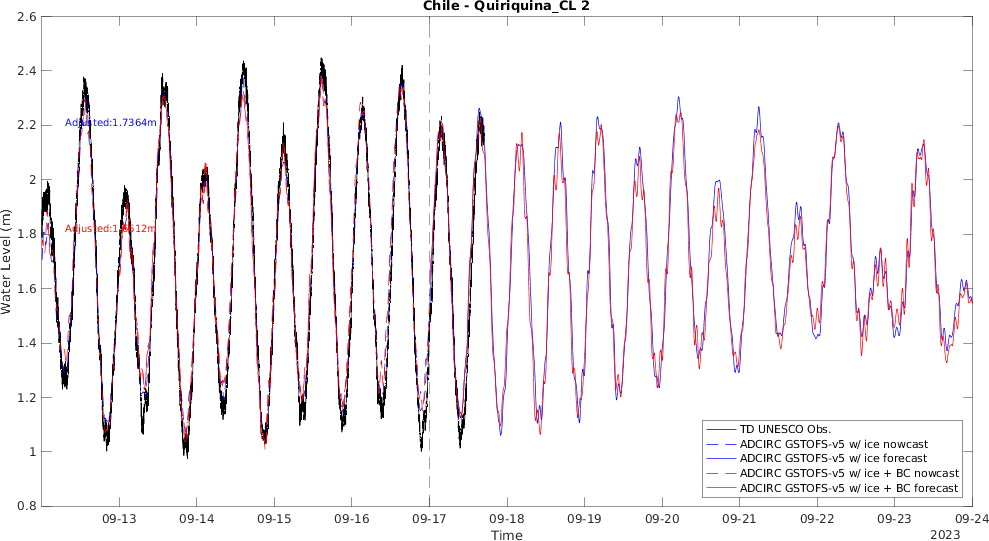 Chile - Quiriquina_CL 2
2.6
2.4
2.2
2
1.8
1.6
1.4
1.2
1
0.8
Water Level (m)
Adjusted:1.7364m
09-13
09-14
09-15
09-16
09-17
09-18
09-19
09-20
09-21
09-22
09-23
09-24
Time
2023
TD UNESCO Obs.
ADCIRC GSTOFS-v5 w/ ice nowcast
ADCIRC GSTOFS-v5 w/ ice forecast
ADCIRC GSTOFS-v5 w/ ice + BC nowcast
ADCIRC GSTOFS-v5 w/ ice + BC forecast